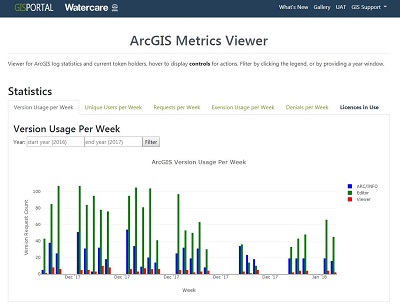 GISPORTAL Watercare What's New Gallery UAT GIS Support
ArcGIS Metrics Viewer
Viewer for ArcGIS log statistics and current token holders, hover to display controls for actions. Filter by clicking the legend, or by providing a year window.
Statistics
Version Usage per Week Unique Users per Week Requests per Week Exension Usage per Week Denials per Week Licences in Use
Version Usage Per Week
Year: start year (2016) end year (2017) Filter
ArcGIS Version Usage Per Week
ARC/INFO
Editor
Viewer
Version Request Count
100
80
60
40
20
0
Dec '17 Dec '17 Dec '17 Dec '17 Jan '18
Week